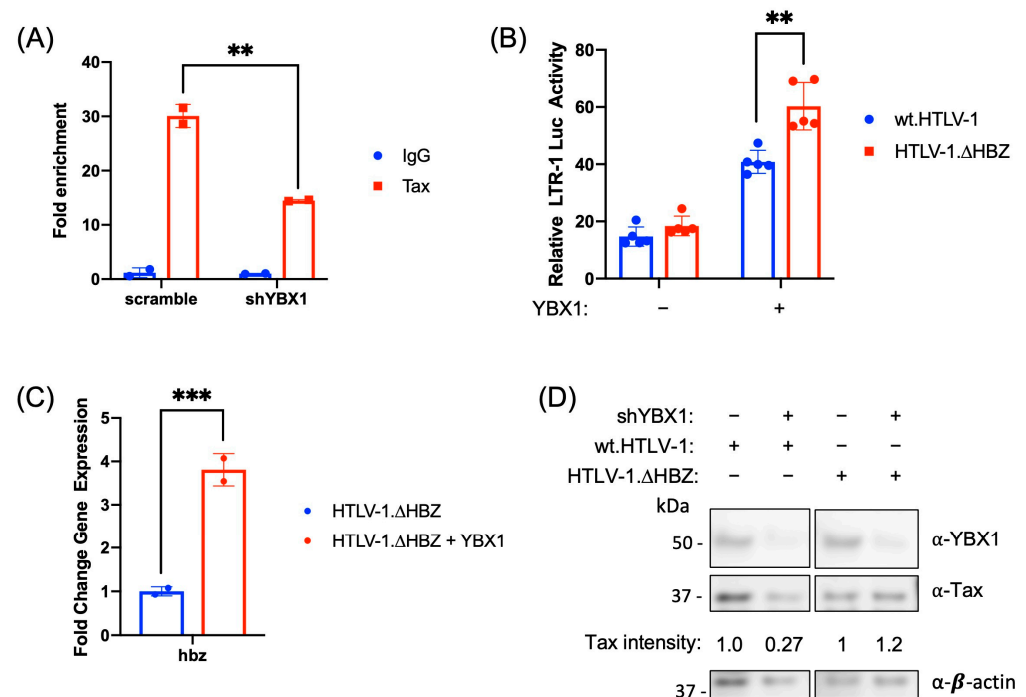 (A)
**
Fold enrichment
40
30
20
10
0
scramble shYBX1
IgG
Tax
(B)
**
Relative LTR-1 Luc Activity
80
60
40
20
0
YBX1: – +
wt.HTLV-1
HTLV-1.ΔHBZ
(C)
***
Fold Change Gene Expression
5
4
3
2
1
0
hbz
HTLV-1.ΔHBZ
HTLV-1.ΔHBZ + YBX1
(D)
shYBX1: – + – +
wt.HTLV-1: + + – –
HTLV-1.ΔHBZ: – – + +
kDa
50 - α-YBX1
37 - α-Tax
Tax intensity: 1.0 0.27 1 1.2
37 - α-β-actin